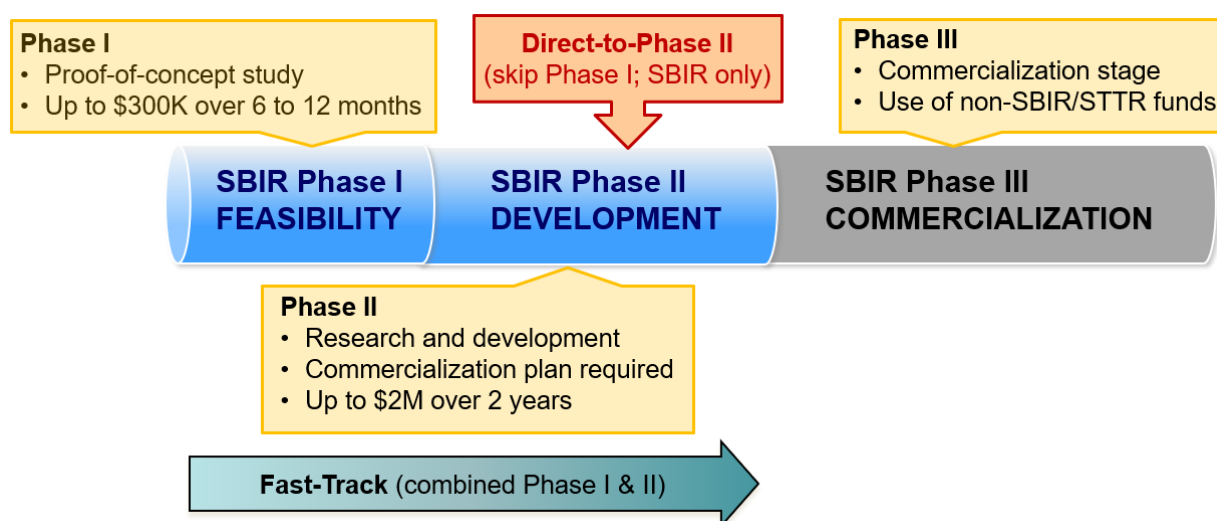 Phase I
• Proof-of-concept study
• Up to $300K over 6 to 12 months
Direct-to-Phase II
(skip Phase I; SBIR only)
Phase III
• Commercialization stage
• Use of non-SBIR/STTR funds
SBIR Phase I
FEASIBILITY
SBIR Phase II
DEVELOPMENT
SBIR Phase III
COMMERCIALIZATION
Phase II
• Research and development
• Commercialization plan required
• Up to $2M over 2 years
Fast-Track (combined Phase I & II)